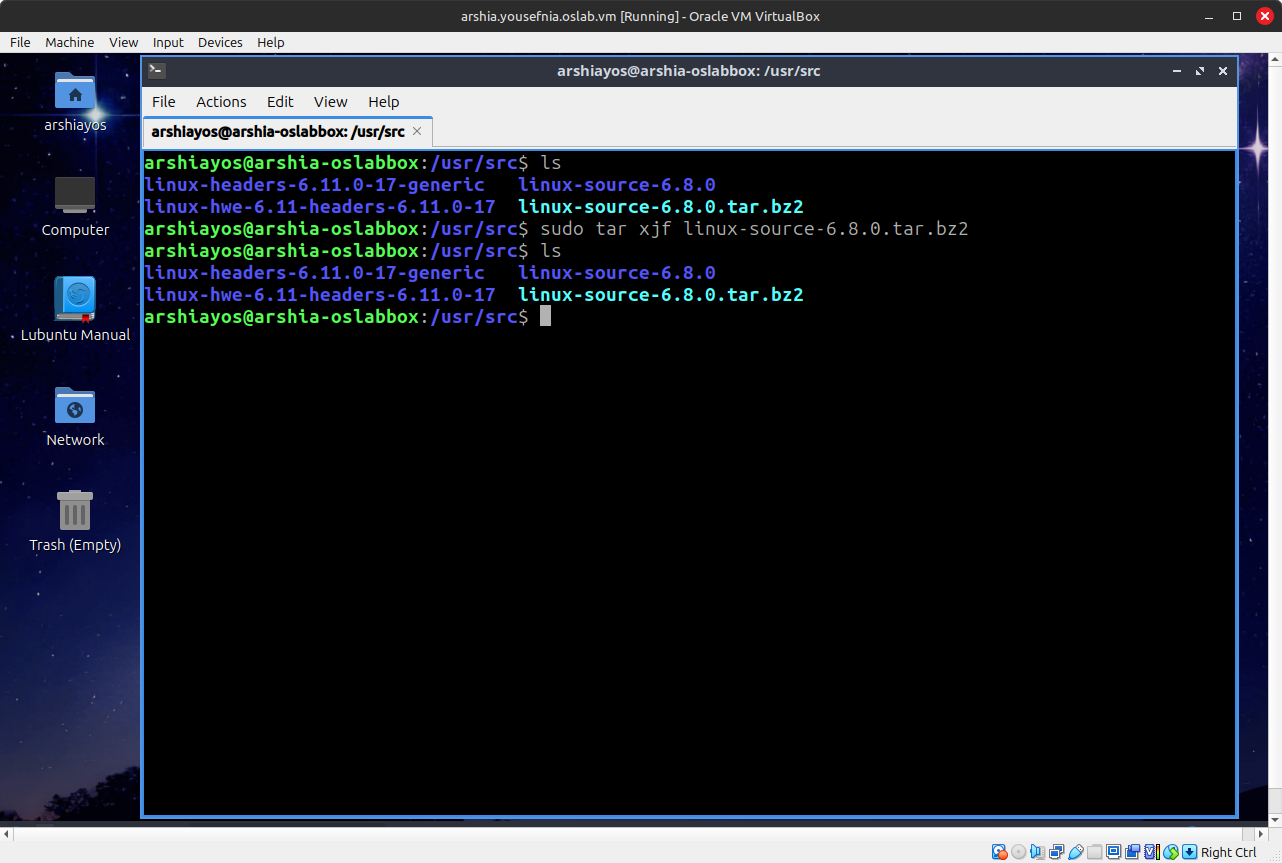 arshia.yousefnia.oslab.vm [Running] - Oracle VM VirtualBox
File Machine View Input Devices Help
arshiayos@arshia-oslabbox: /usr/src
File Actions Edit View Help
arshiayos@arshia-oslabbox: /usr/src
arshiayos@arshia-oslabbox:/usr/src$ ls
linux-headers-6.11.0-17-generic linux-source-6.8.0
linux-hwe-6.11-headers-6.11.0-17 linux-source-6.8.0.tar.bz2
arshiayos@arshia-oslabbox:/usr/src$ sudo tar xjf linux-source-6.8.0.tar.bz2
arshiayos@arshia-oslabbox:/usr/src$ ls
linux-headers-6.11.0-17-generic linux-source-6.8.0
linux-hwe-6.11-headers-6.11.0-17 linux-source-6.8.0.tar.bz2
arshiayos@arshia-oslabbox:/usr/src$
arshiayos
Computer
Lubuntu Manual
Network
Trash (Empty)
Right Ctrl